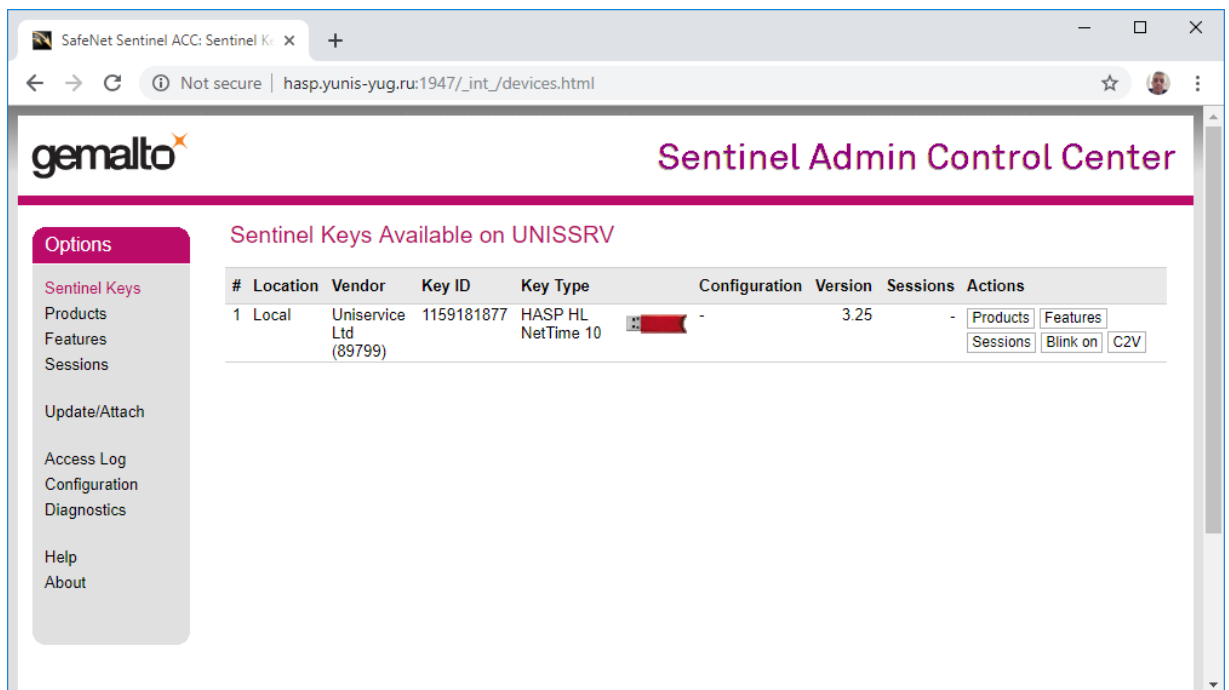 SafeNet Sentinel ACC: Sentinel Ke
Not secure | hasp.yunis-yug.ru:1947/_int_/devices.html
gemalto
Sentinel Admin Control Center
Options
Sentinel Keys
Products
Features
Sessions
Update/Attach
Access Log
Configuration
Diagnostics
Help
About
Sentinel Keys Available on UNISSRV
# Location Vendor Key ID Key Type Configuration Version Sessions Actions
1 Local Uniservice 1159181877 HASP HL - 3.25 - Products Features
Ltd NetTime 10 Sessions Blink on C2V
(89799)